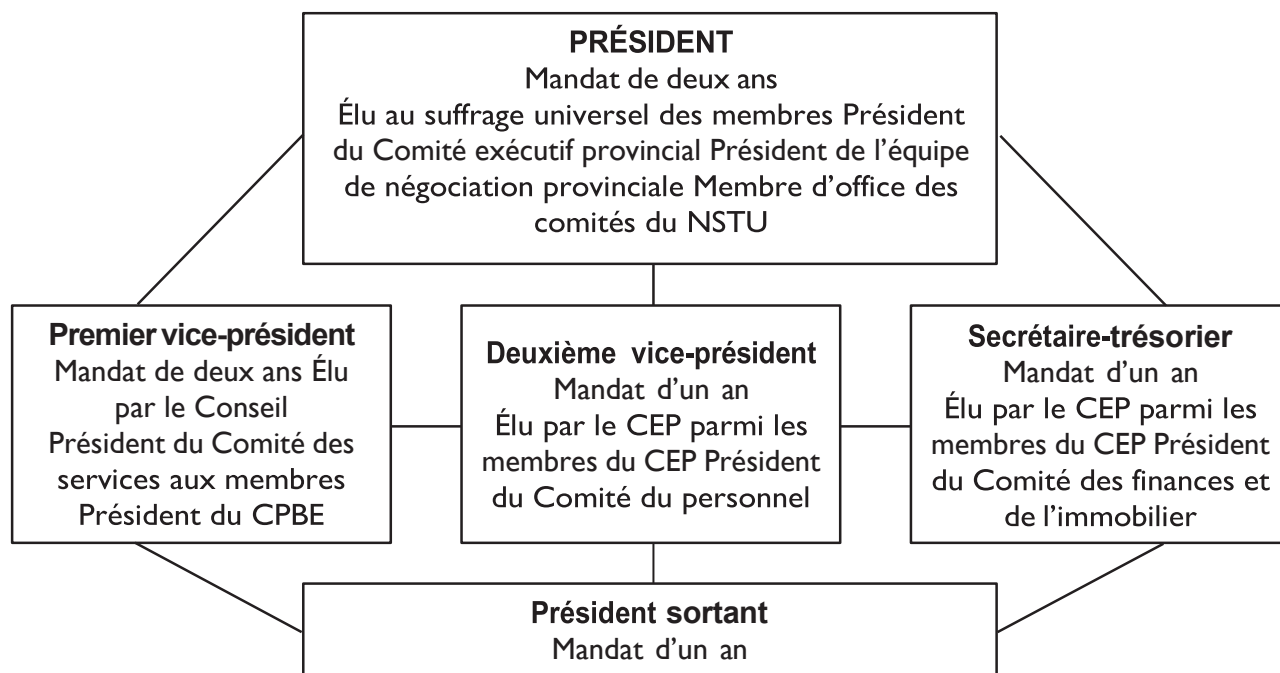 PRÉSIDENT
Mandat de deux ans
Élu au suffrage universel des membres Président
du Comité exécutif provincial Président de l’équipe
de négociation provinciale Membre d’office des
comités du NSTU
Premier vice-président
Mandat de deux ans Élu
par le Conseil
Président du Comité des
services aux membres
Président du CPBE
Deuxième vice-président
Mandat d’un an
Élu par le CEP parmi les
membres du CEP Président
du Comité du personnel
Secrétaire-trésorier
Mandat d’un an
Élu par le CEP parmi les
membres du CEP Président
du Comité des finances et
de l’immobilier
Président sortant
Mandat d’un an